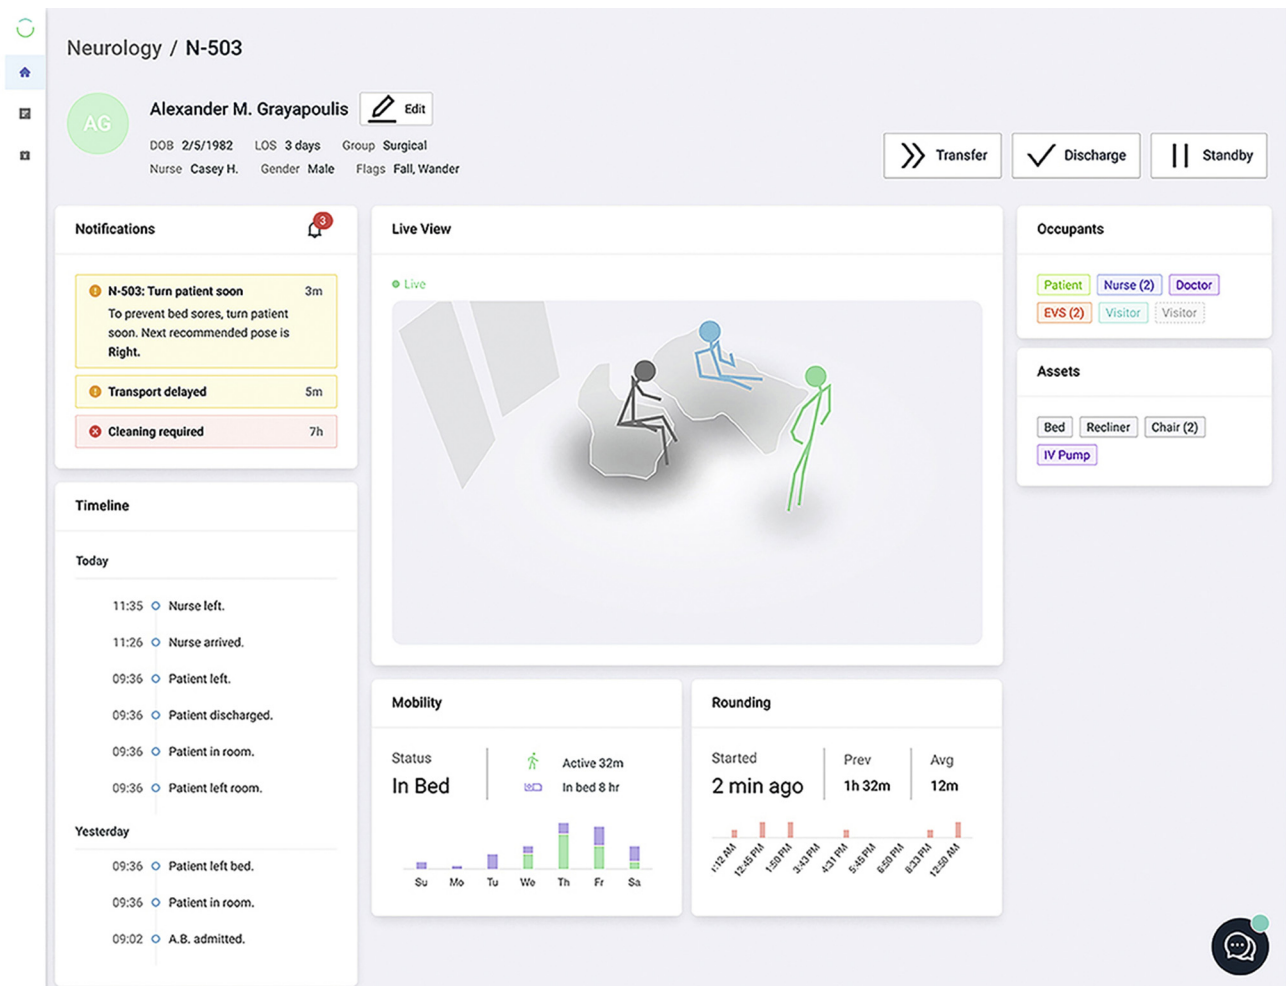 Neurology / N-503
AG
Alexander M. Grayapoulis
Edit
DOB 2/5/1982 LOS 3 days Group Surgical
Nurse Casey H. Gender Male Flags Fall, Wander
Transfer
Discharge
Standby
Notifications
3
N-503: Turn patient soon 3m
To prevent bed sores, turn patient
soon. Next recommended pose is
Right.
Transport delayed 5m
Cleaning required 7h
Timeline
Today
11:35 Nurse left.
11:26 Nurse arrived.
09:36 Patient left.
09:36 Patient discharged.
09:36 Patient in room.
09:36 Patient left room.
Yesterday
09:36 Patient left bed.
09:36 Patient in room.
09:02 A.B. admitted.
Live View
Live
Mobility
Status
In Bed
Active 32m
In bed 8 hr
Su Mo Tu We Th Fr Sa
Rounding
Started
2 min ago
Prev
1h 32m
Avg
12m
1:12 AM 12:45 PM 1:50 PM 3:43 PM 4:31 PM 5:45 PM 6:50 PM 8:33 PM 12:50 AM
Occupants
Patient Nurse (2) Doctor
EVS (2) Visitor Visitor
Assets
Bed Recliner Chair (2)
IV Pump